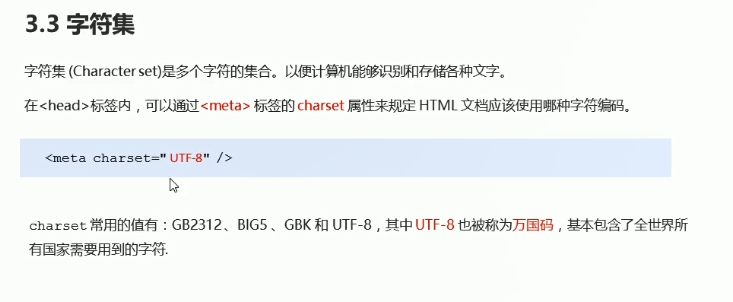 3.3 字符集
字符集 (Character set)是多个字符的集合。以便计算机能够识别和存储各种文字。
在<head>标签内，可以通过<meta> 标签的 charset 属性来规定 HTML 文档应该使用哪种字符编码。
<meta charset=" UTF-8" />
charset 常用的值有：GB2312、BIG5 、GBK 和 UTF-8，其中 UTF-8 也被称为万国码，基本包含了全世界所
有国家需要用到的字符.